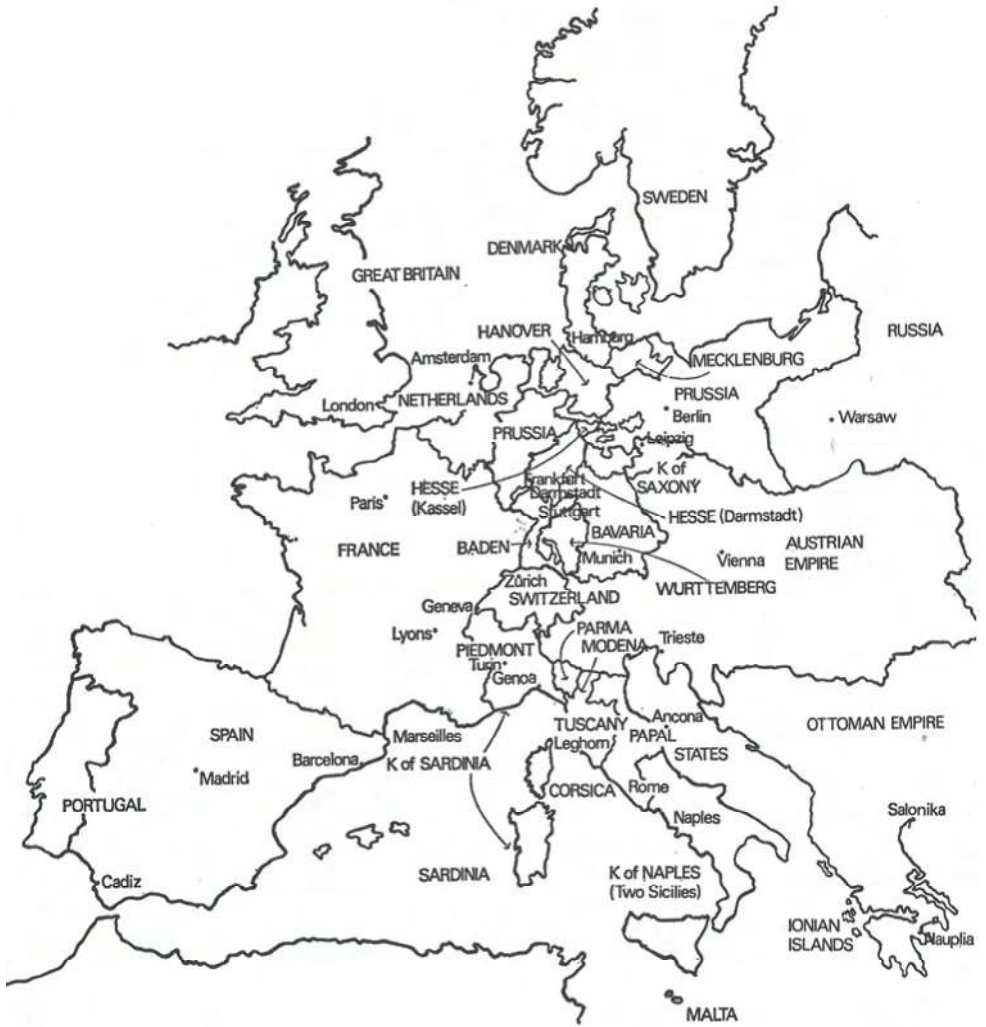 SWEDEN
DENMARK
GREAT BRITAIN
HANOVER
Hamburg
RUSSIA
Amsterdam
MECKLENBURG
NETHERLANDS
PRUSSIA
London
Berlin
Warsaw
PRUSSIA
Leipzig
K of
SAXONY
Frankfurt
HESSE
(Kassel)
Darmstadt
Paris
Stuttgart
HESSE (Darmstadt)
BAVARIA
FRANCE
BADEN
Munich
Vienna
AUSTRIAN
EMPIRE
Zürich
WURTTEMBERG
SWITZERLAND
Geneva
Lyons
PARMA
PIEDMONT
MODENA
Trieste
Turin
Genoa
TUSCANY
Ancona
OTTOMAN EMPIRE
SPAIN
Marseilles
Leghorn
PAPAL
STATES
Barcelona
K of SARDINIA
Madrid
CORSICA
Rome
PORTUGAL
Naples
Salonika
SARDINIA
K of NAPLES
(Two Sicilies)
Cadiz
IONIAN
ISLANDS
Nauplia
MALTA